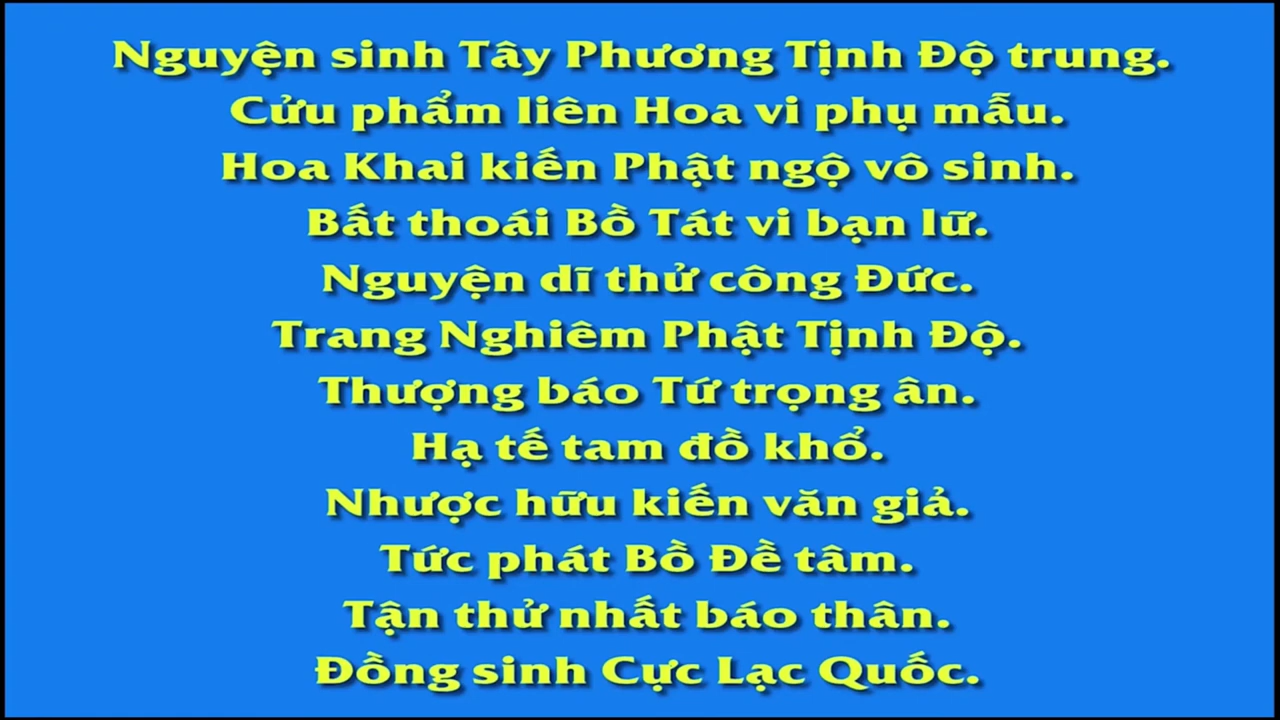 Nguyện sinh Tây Phương Tịnh Độ trung.
Cửu phẩm liên Hoa vi phụ mẫu.
Hoa Khai kiến Phật ngộ vô sinh.
Bất thoái Bồ Tát vi bạn lữ.
Nguyện dĩ thử công Đức.
Trang Nghiêm Phật Tịnh Độ.
Thượng báo Tứ trọng ân.
Hạ tế tam đồ khổ.
Nhược hữu kiến văn giả.
Tức phát Bồ Đề tâm.
Tận thử nhất báo thân.
Đồng sinh Cực Lạc Quốc.